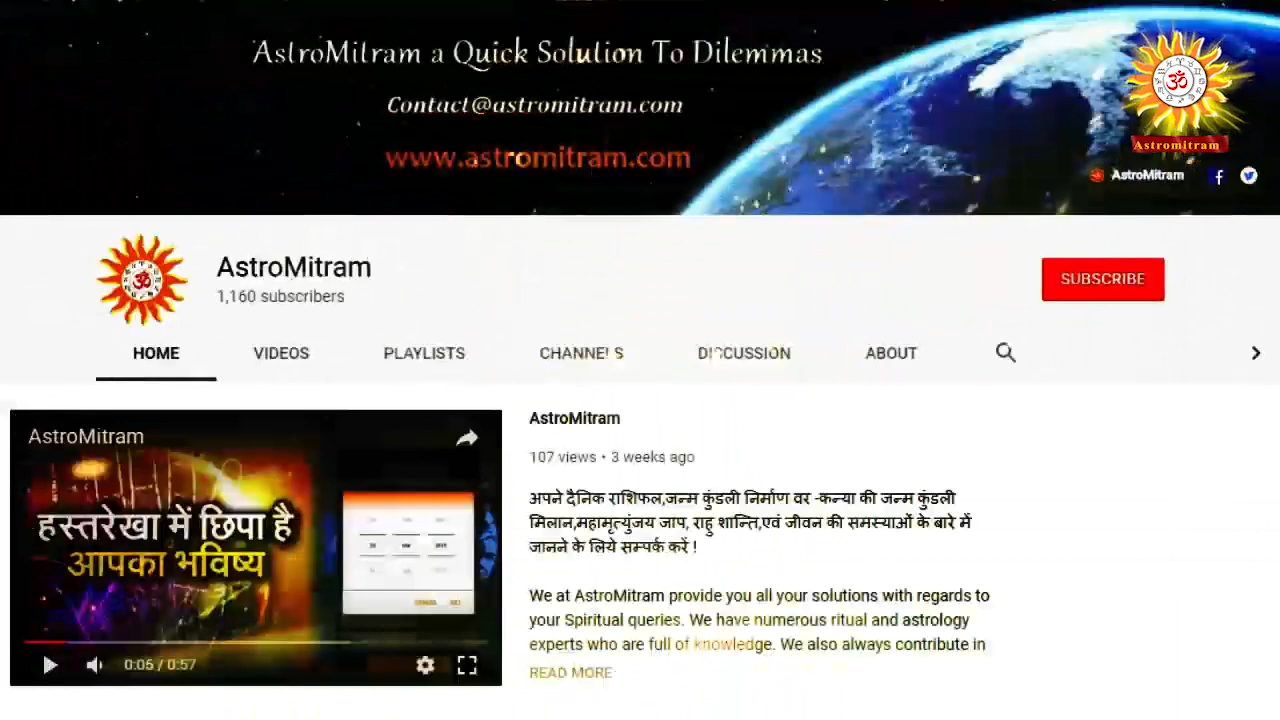 AstroMitram a Quick Solution To Dilemmas
Contact@astromitram.com
www.astromitram.com
Astromitram
AstroMitram
AstroMitram
1,160 subscribers
SUBSCRIBE
HOME VIDEOS PLAYLISTS CHANNELS DISCUSSION ABOUT
AstroMitram
हस्तरेखा में छिपा है
आपका भविष्य
0:05 / 0:57
AstroMitram
107 views • 3 weeks ago
अपने दैनिक राशिफल,जन्म कुंडली निर्माण वर -कन्या की जन्म कुंडली
मिलान,महामृत्युंजय जाप, राहु शान्ति,एवं जीवन की समस्याओं के बारे में
जानने के लिये सम्पर्क करें !
We at AstroMitram provide you all your solutions with regards to
your Spiritual queries. We have numerous ritual and astrology
experts who are full of knowledge. We also always contribute in
READ MORE